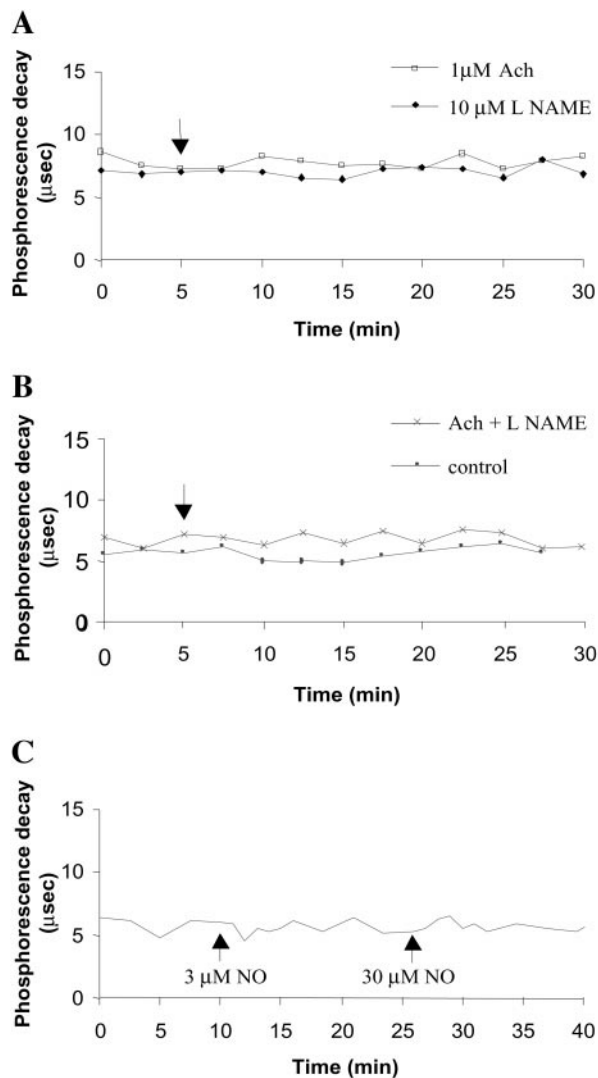 A
Phosphorescence decay
(μsec)
15
10
5
0
1μM Ach
10 μM L NAME
0 5 10 15 20 25 30
Time (min)
B
Phosphorescence decay
(μsec)
15
10
5
0
Ach + L NAME
control
0 5 10 15 20 25 30
Time (min)
C
Phosphorescence decay
(μsec)
15
10
5
0
3 μM NO
30 μM NO
0 5 10 15 20 25 30 35 40
Time (min)